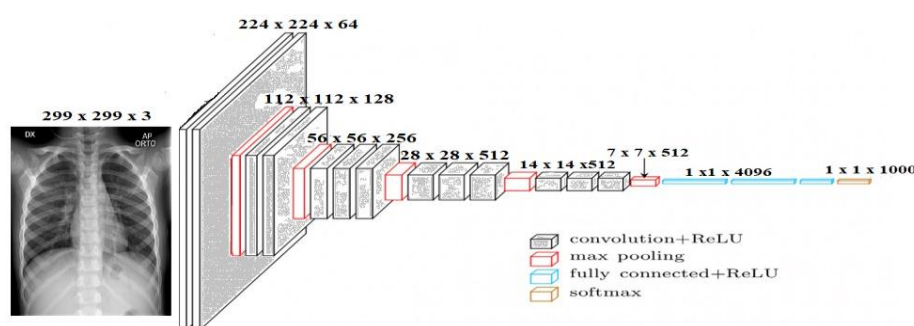 224 x 224 x 64
299 x 299 x 3
DX
AP
ORTO
112 x 112 x 128
56 x 56 x 256
28 x 28 x 512
14 x 14 x512
7 x 7 x 512
1 x1 x 4096
1 x 1 x 1000
convolution+ReLU
max pooling
fully connected+ReLU
softmax